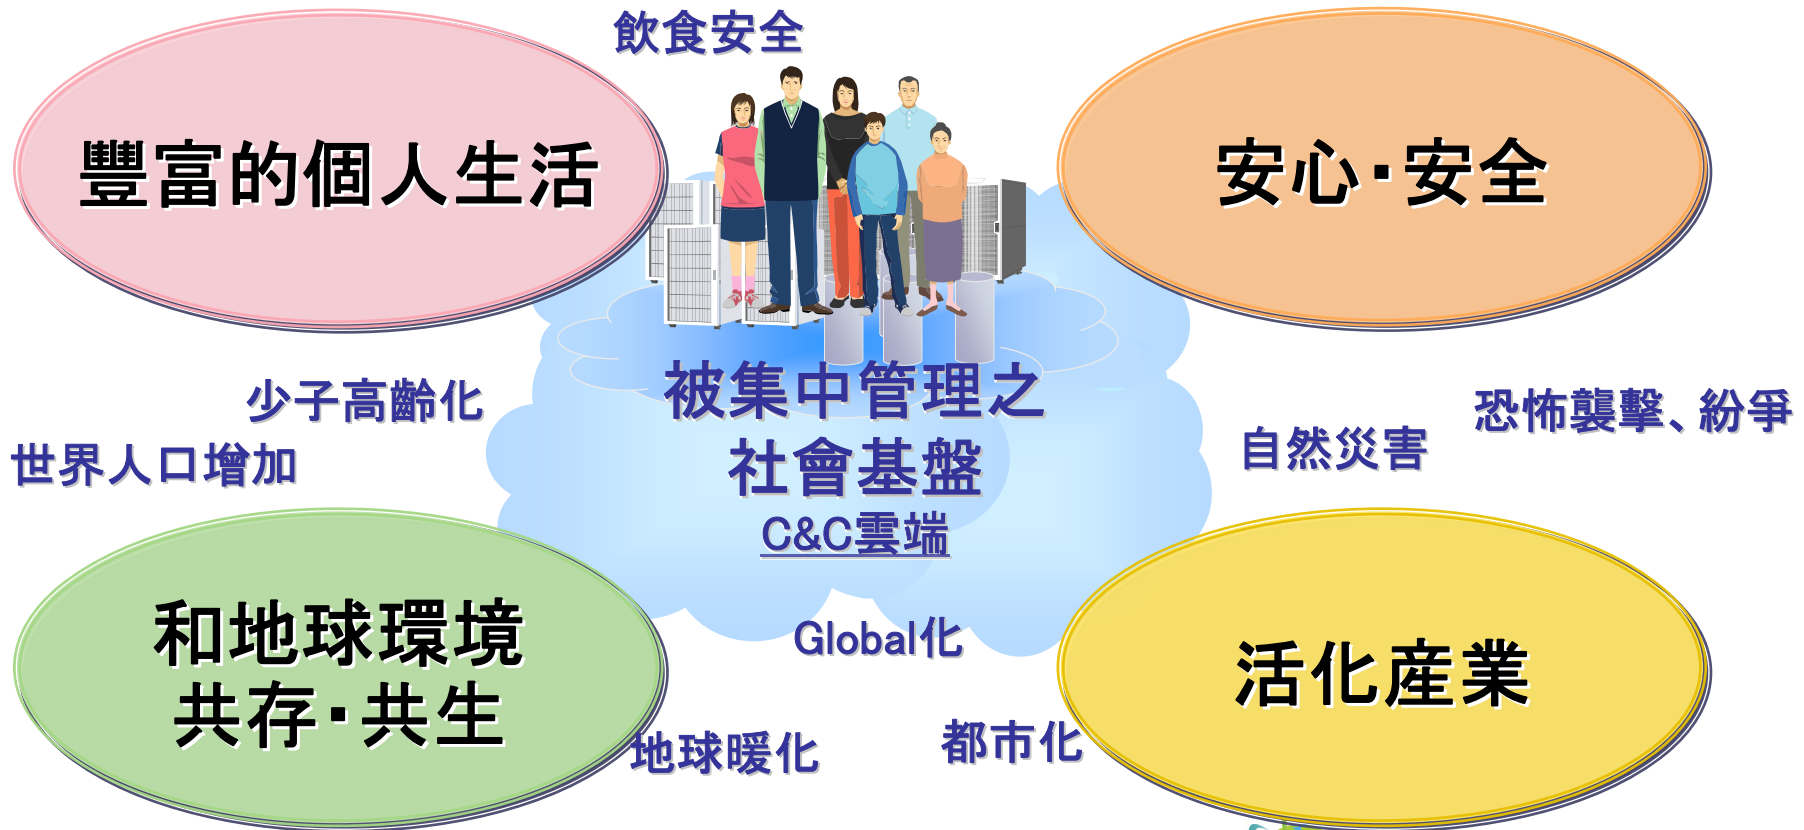 飲食安全
豐富的個人生活
安心・安全
少子高齡化
世界人口增加
被集中管理之
社會基盤
C&C雲端
恐怖襲擊、紛爭
自然災害
和地球環境
共存・共生
Global化
活化産業
地球暖化
都市化